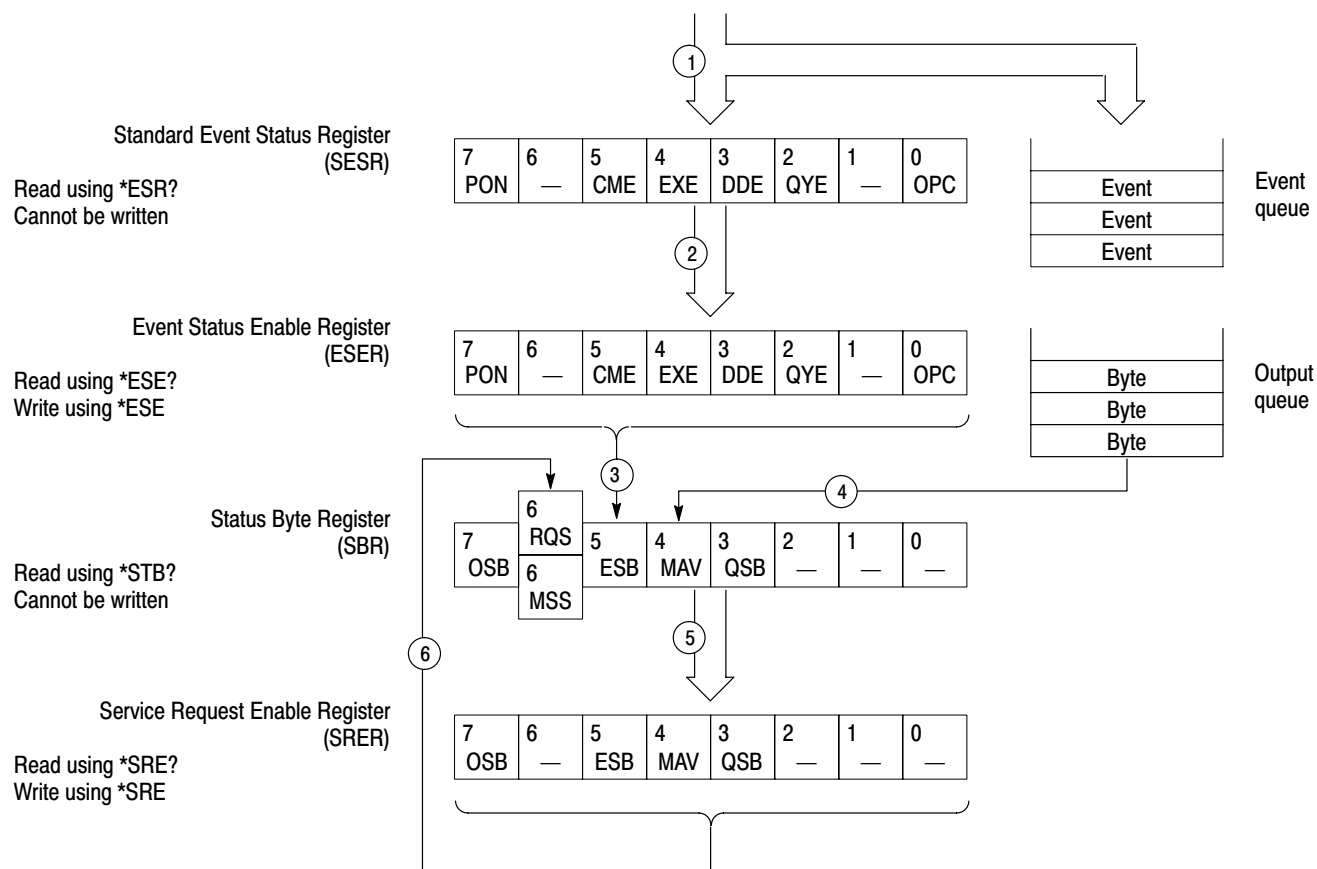 1
Standard Event Status Register
(SESR)
Read using *ESR?
Cannot be written
7 6 5 4 3 2 1 0
PON — CME EXE DDE QYE — OPC
Event
Event
Event
Event
queue
2
Event Status Enable Register
(ESER)
Read using *ESE?
Write using *ESE
7 6 5 4 3 2 1 0
PON — CME EXE DDE QYE — OPC
Byte
Byte
Byte
Output
queue
3
4
Status Byte Register
(SBR)
Read using *STB?
Cannot be written
6
RQS
7 5 4 3 2 1 0
OSB ESB MAV QSB — — —
6
MSS
5
6
Service Request Enable Register
(SRER)
Read using *SRE?
Write using *SRE
7 6 5 4 3 2 1 0
OSB — ESB MAV QSB — — —